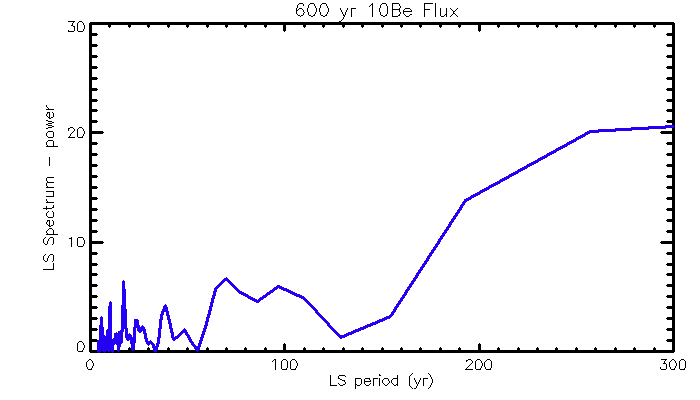 600 yr 10Be Flux
30
20
10
0
LS Spectrum - power
0 100 200 300
LS period (yr)